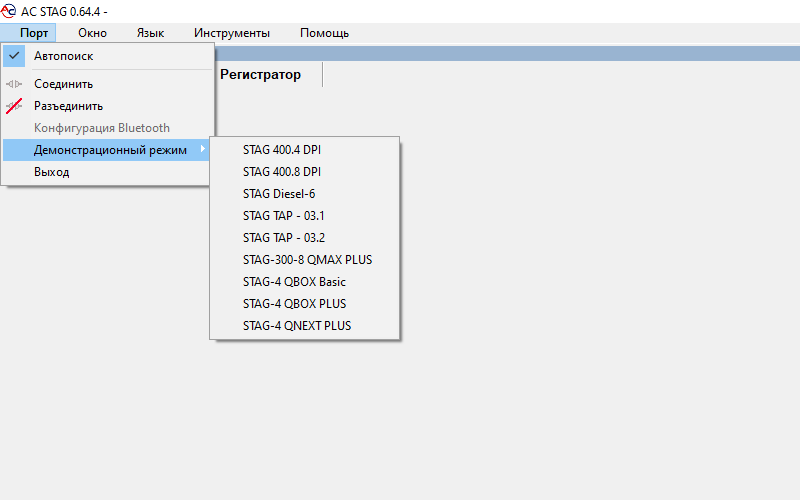 AC STAG 0.64.4 -
Порт Окно Язык Инструменты Помощь
Автопоиск
Регистратор
Соединить
Разъединить
Конфигурация Bluetooth
Демонстрационный режим
Выход
STAG 400.4 DPI
STAG 400.8 DPI
STAG Diesel-6
STAG TAP - 03.1
STAG TAP - 03.2
STAG-300-8 QMAX PLUS
STAG-4 QBOX Basic
STAG-4 QBOX PLUS
STAG-4 QNEXT PLUS